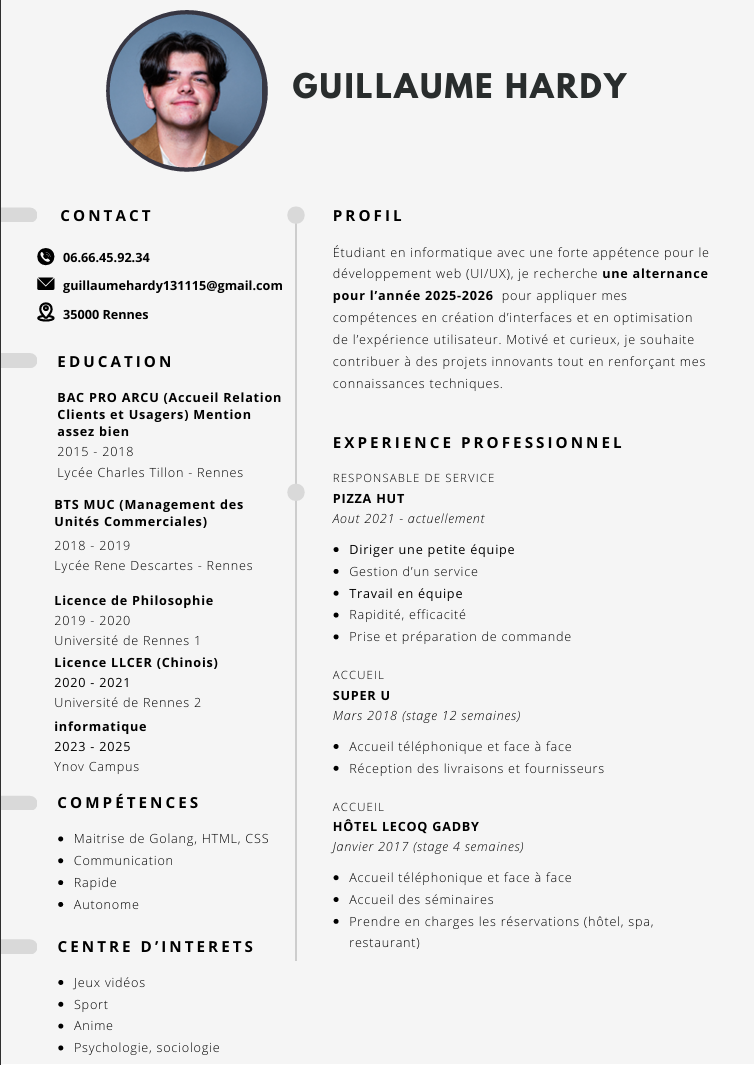 GUILLAUME HARDY
CONTACT
06.66.45.92.34
guillaumehardy131115@gmail.com
35000 Rennes
EDUCATION
BAC PRO ARCU (Accueil Relation
Clients et Usagers) Mention
assez bien
2015 - 2018
Lycée Charles Tillon - Rennes
BTS MUC (Management des
Unités Commerciales)
2018 - 2019
Lycée Rene Descartes - Rennes
Licence de Philosophie
2019 - 2020
Université de Rennes 1
Licence LLCER (Chinois)
2020 - 2021
Université de Rennes 2
informatique
2023 - 2025
Ynov Campus
COMPÉTENCES
• Maitrise de Golang, HTML, CSS
• Communication
• Rapide
• Autonome
CENTRE D’INTERETS
• Jeux vidéos
• Sport
• Anime
• Psychologie, sociologie
PROFIL
Étudiant en informatique avec une forte appétence pour le
développement web (UI/UX), je recherche une alternance
pour l’année 2025-2026 pour appliquer mes
compétences en création d’interfaces et en optimisation
de l’expérience utilisateur. Motivé et curieux, je souhaite
contribuer à des projets innovants tout en renforçant mes
connaissances techniques.
EXPERIENCE PROFESSIONNEL
RESPONSABLE DE SERVICE
PIZZA HUT
Aout 2021 - actuellement
• Diriger une petite équipe
• Gestion d’un service
• Travail en équipe
• Rapidité, efficacité
• Prise et préparation de commande
ACCUEIL
SUPER U
Mars 2018 (stage 12 semaines)
• Accueil téléphonique et face à face
• Réception des livraisons et fournisseurs
ACCUEIL
HÔTEL LECOQ GADBY
Janvier 2017 (stage 4 semaines)
• Accueil téléphonique et face à face
• Accueil des séminaires
• Prendre en charges les réservations (hôtel, spa,
restaurant)